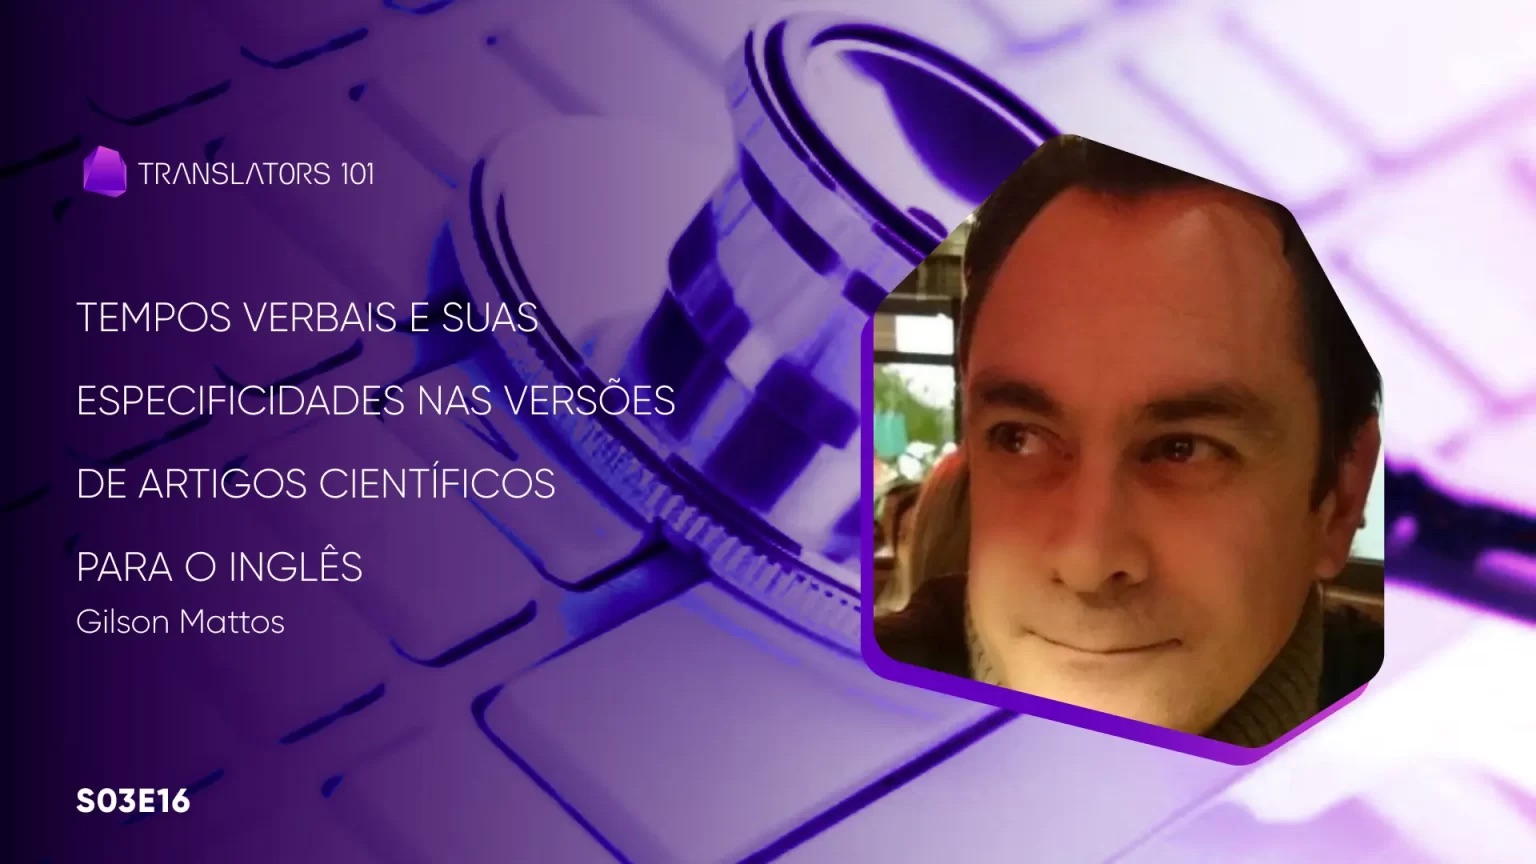 TRANSLATORS 101
TEMPOS VERBAIS E SUAS
ESPECIFICIDADES NAS VERSÕES
DE ARTIGOS CIENTÍFICOS
PARA O INGLÊS
Gilson Mattos
S03E16